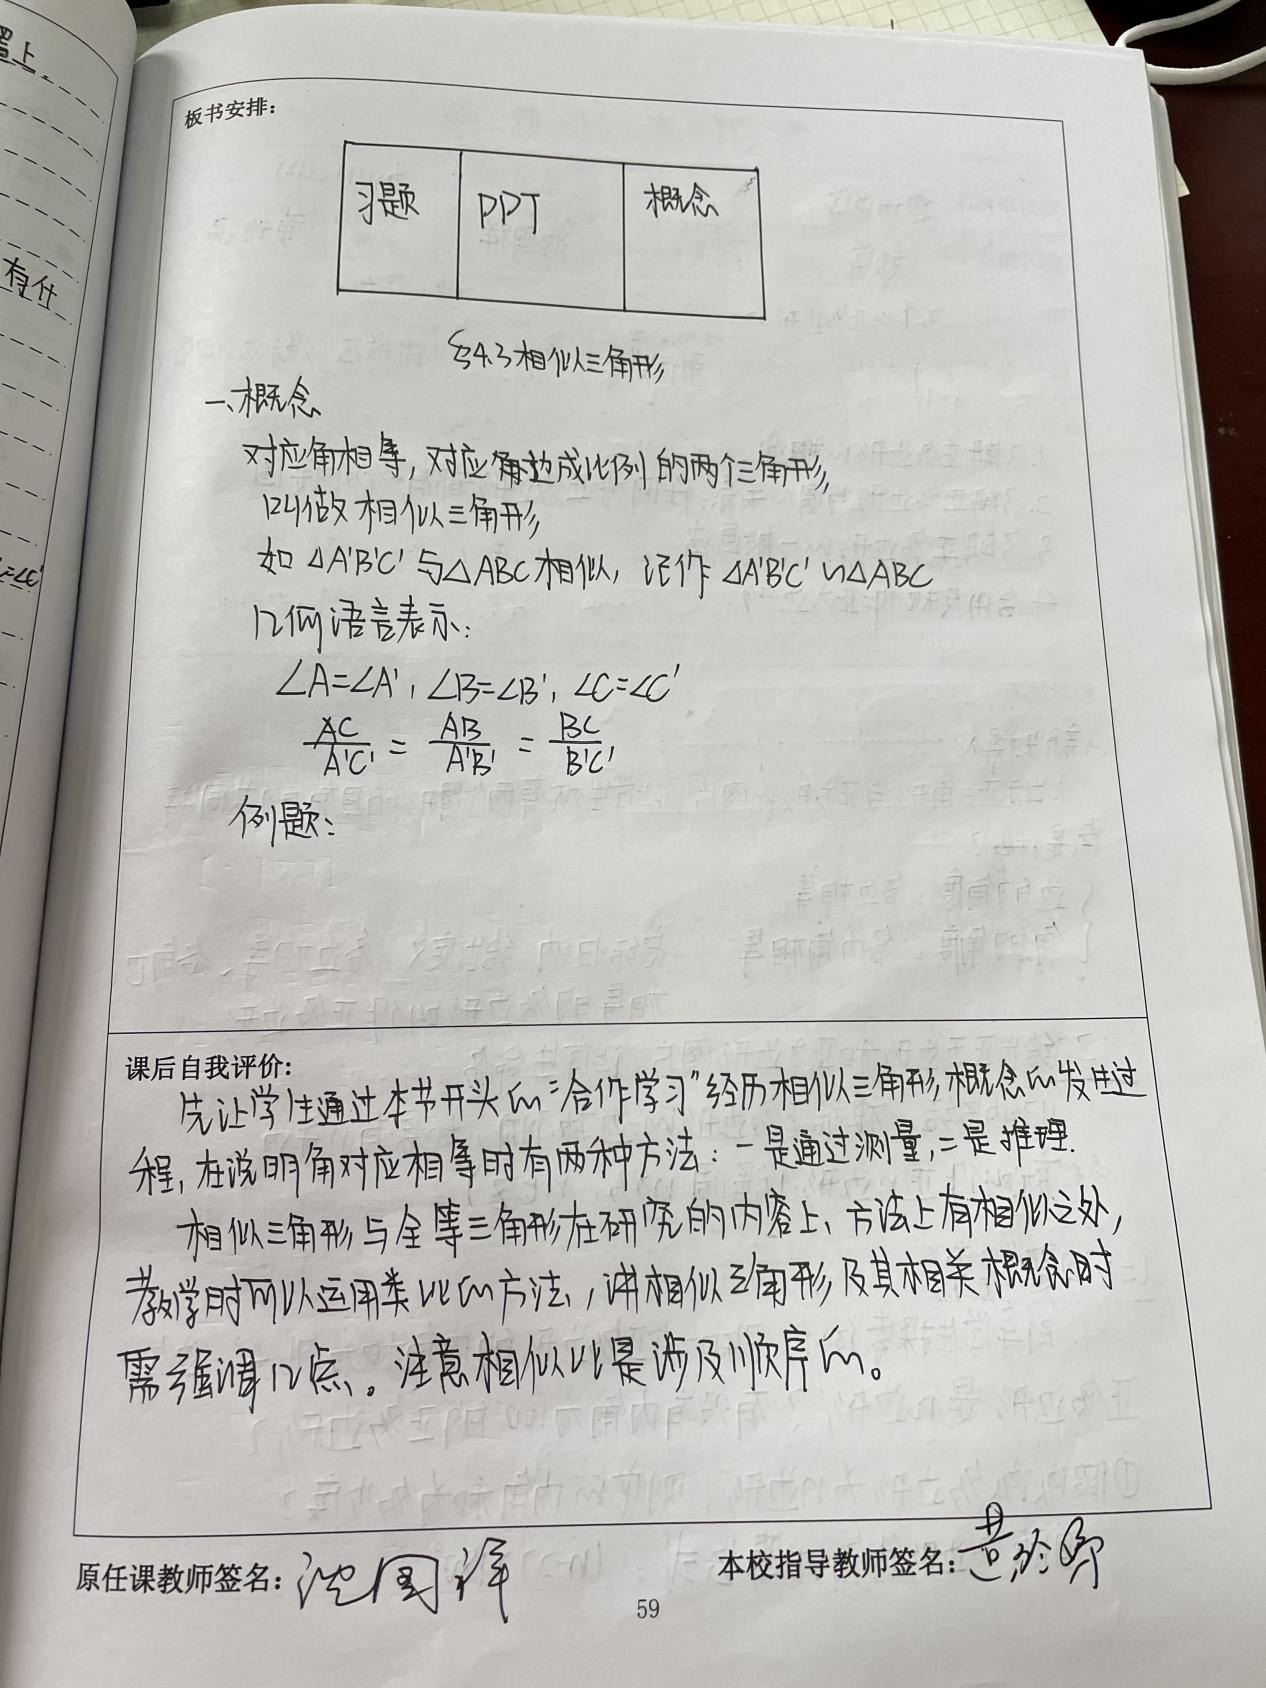 置上.
存什
=∠C'
板书安排:
习题 PPT 概念
§4.3相似三角形
一、概念
对应角相等,对应边成比例的两个三角形,
叫做相似三角形
如△A'B'C'与△ABC相似,记作△A'B'C'∽△ABC
几何语言表示:
∠A=∠A',∠B=∠B',∠C=∠C'
AC/A'C' = AB/A'B' = BC/B'C'
例题:
课后自我评价:
先让学生通过本节开头的"合作学习"经历相似三角形概念的发生过
程,在说明角对应相等时有两种方法:一是通过测量,二是推理.
相似三角形与全等三角形在研究的内容上、方法上有相似之处,
教学时可以运用类比的方法,讲相似三角形及其相关概念时
需强调几点。注意相似比是涉及顺序的。
原任课教师签名:沈国祥
本校指导教师签名:
59